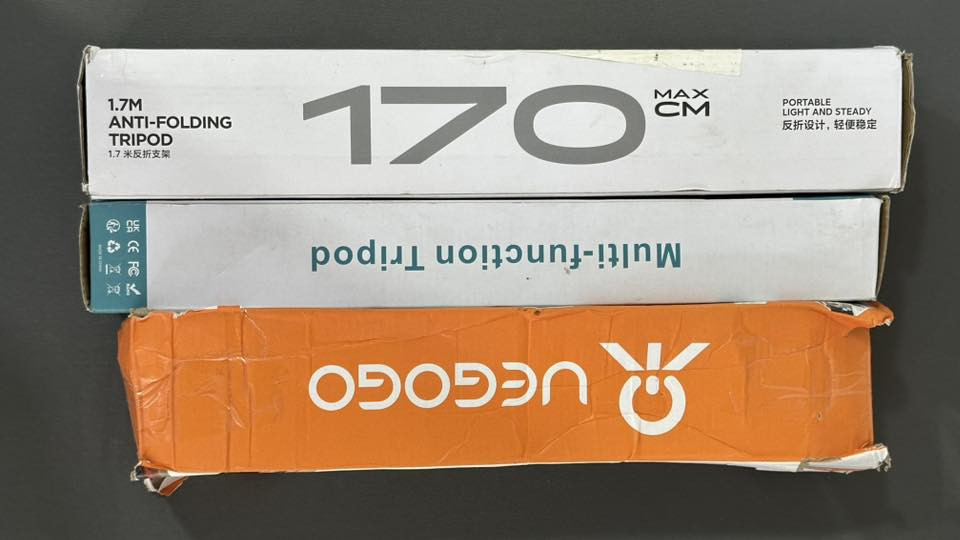 1.7M
ANTI-FOLDING
TRIPOD
1.7 米反折支架
170
MAX
CM
PORTABLE
LIGHT AND STEADY
反折设计，轻便稳定
Multi-function Tripod
UK
CA
CE
FC
UEGOGO